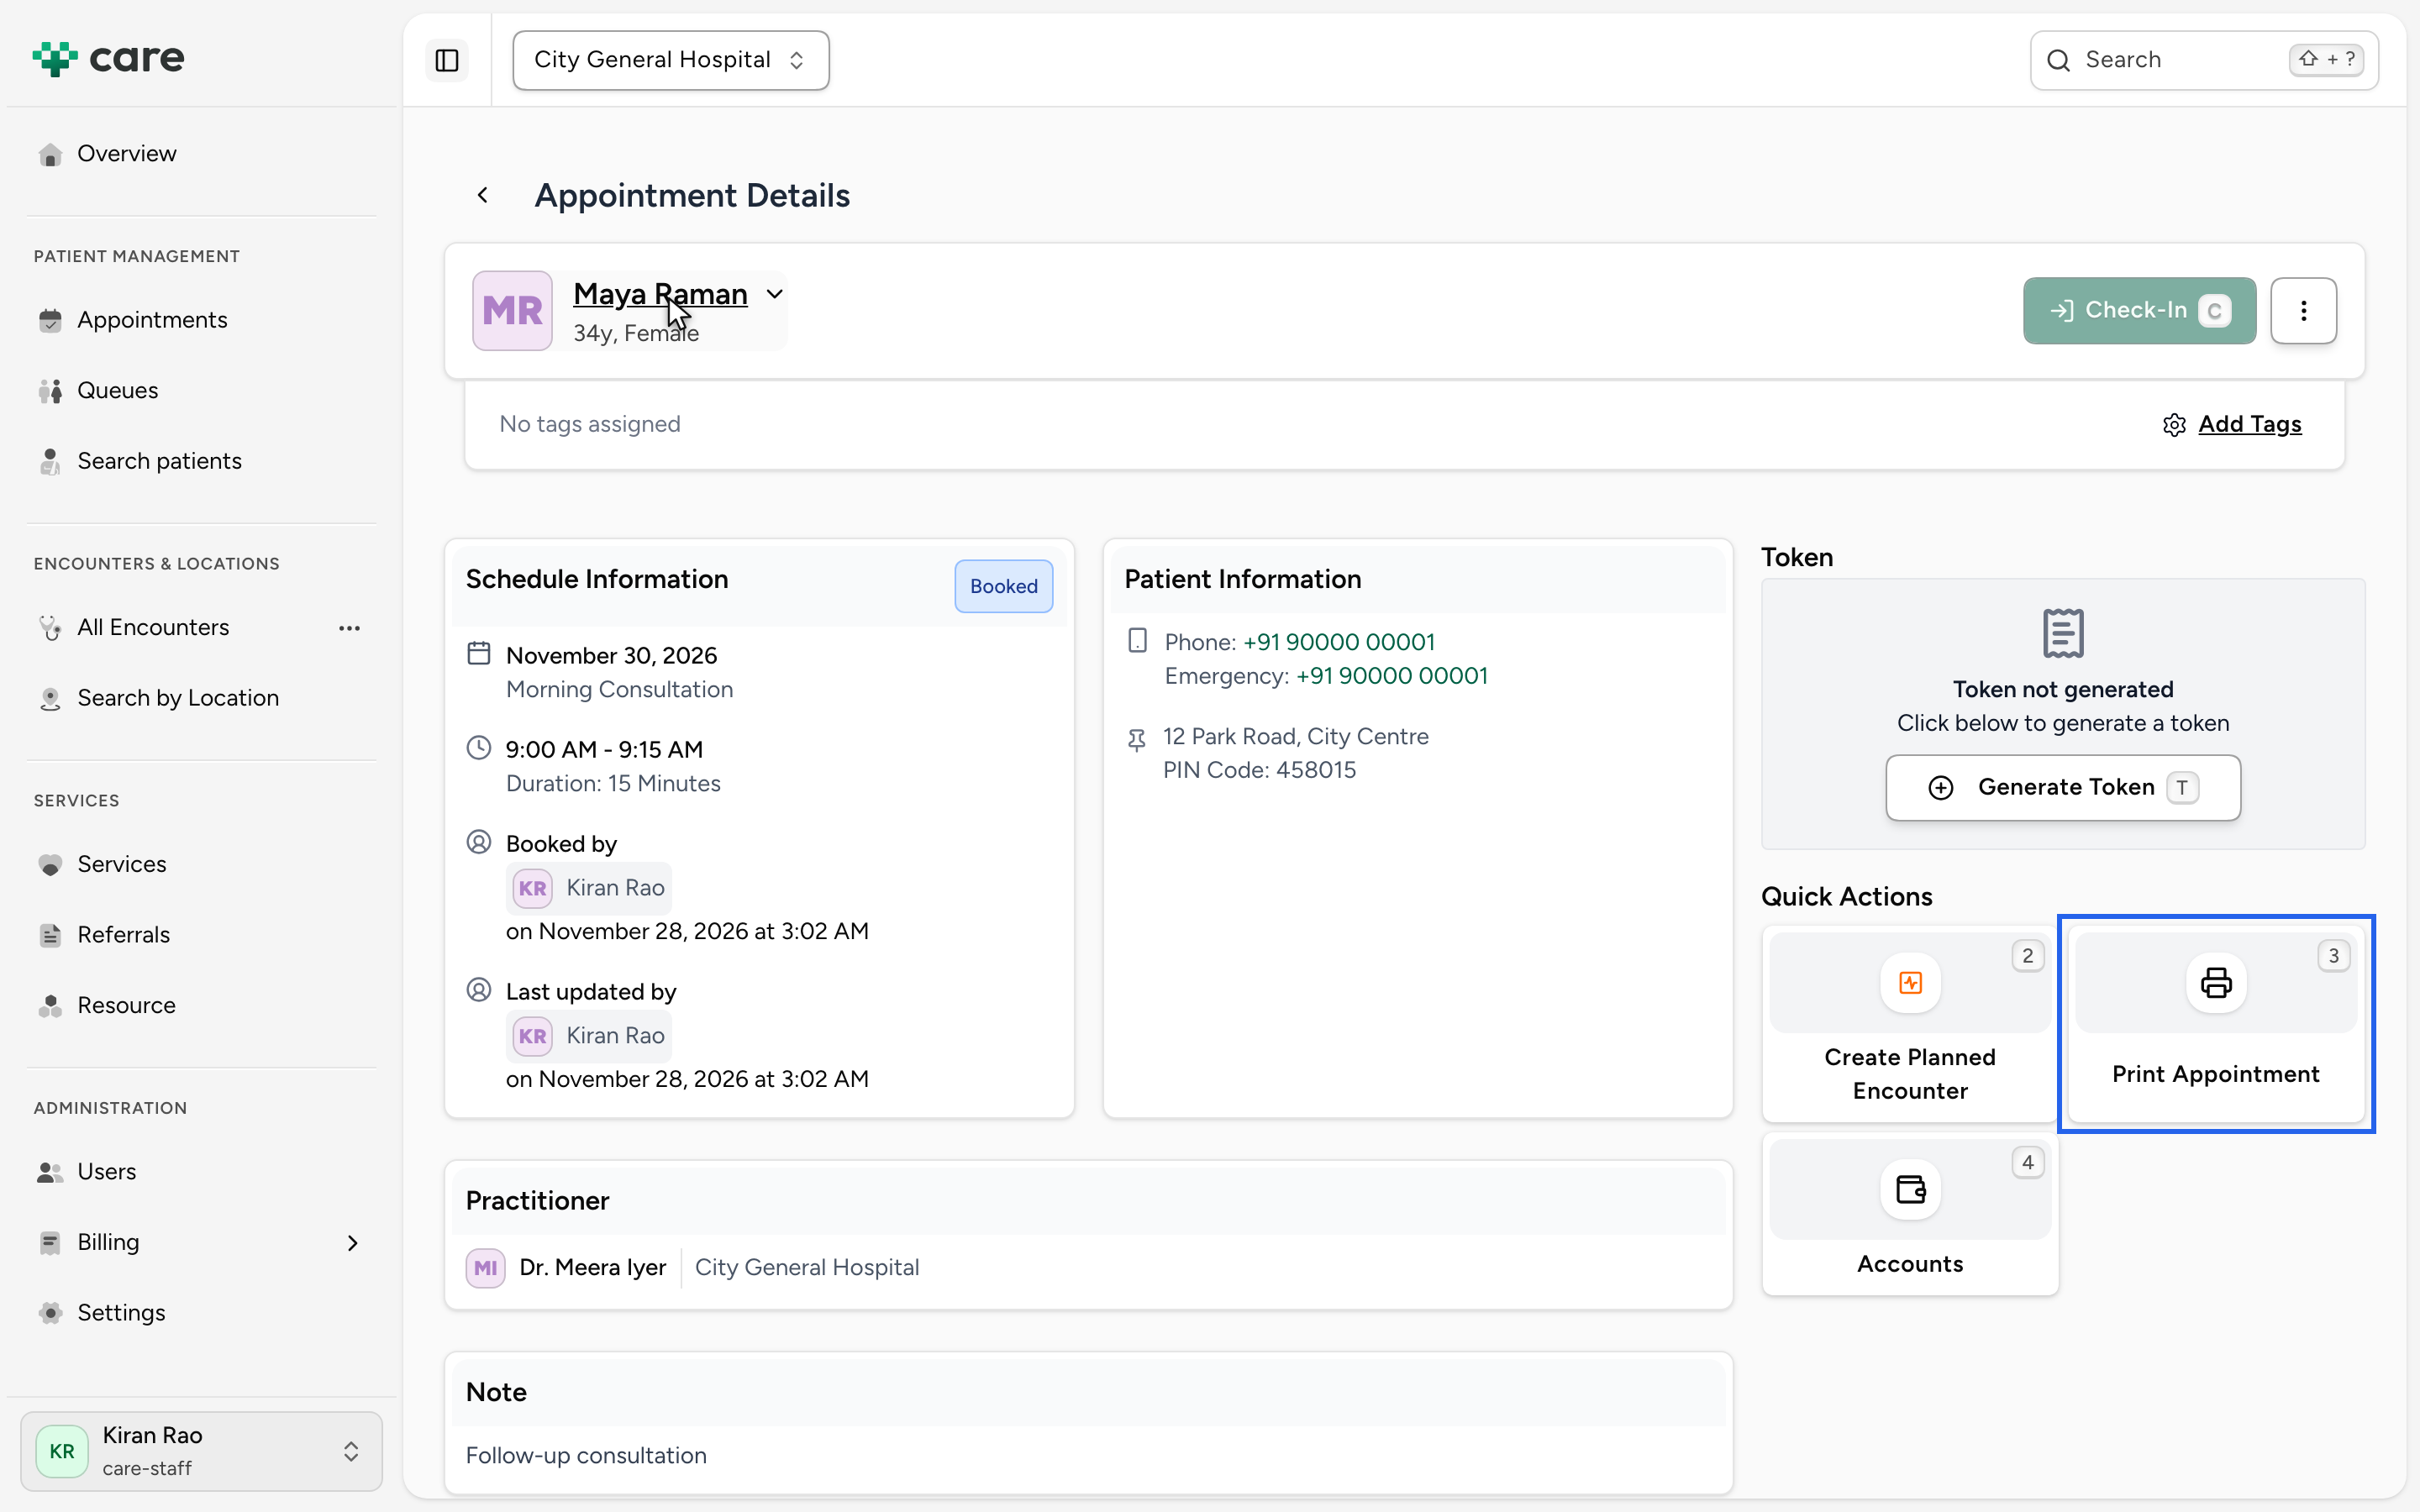 care
Overview
PATIENT MANAGEMENT
Appointments
Queues
Search patients
ENCOUNTERS & LOCATIONS
All Encounters
Search by Location
SERVICES
Services
Referrals
Resource
ADMINISTRATION
Users
Billing
Settings
KR
Kiran Rao
care-staff
City General Hospital
Search
+ ?
Appointment Details
MR
Maya Raman
34y, Female
Check-In C
No tags assigned
Add Tags
Schedule Information
Booked
November 30, 2026
Morning Consultation
9:00 AM - 9:15 AM
Duration: 15 Minutes
Booked by
KR Kiran Rao
on November 28, 2026 at 3:02 AM
Last updated by
KR Kiran Rao
on November 28, 2026 at 3:02 AM
Patient Information
Phone: +91 90000 00001
Emergency: +91 90000 00001
12 Park Road, City Centre
PIN Code: 458015
Practitioner
MI Dr. Meera Iyer City General Hospital
Note
Follow-up consultation
Token
Token not generated
Click below to generate a token
Generate Token T
Quick Actions
2
Create Planned
Encounter
3
Print Appointment
4
Accounts